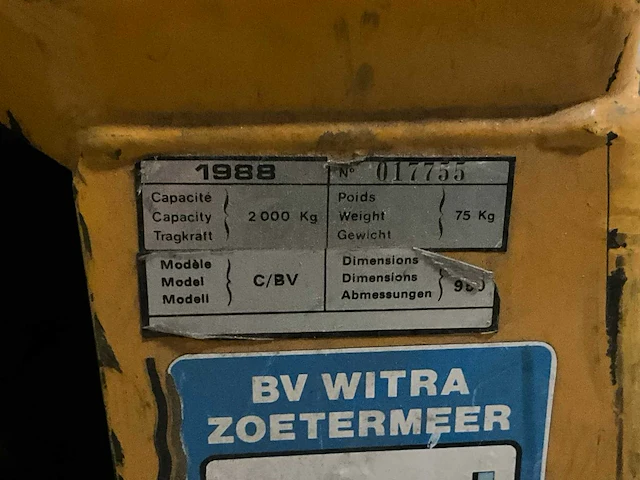 1988 N° 017755
Capacité
Capacity 2 000 Kg
Tragkraft
Poids
Weight 75 Kg
Gewicht
Modèle
Model C/BV
Modell
Dimensions
Dimensions
Abmessungen
BV WITRA
ZOETERMEER